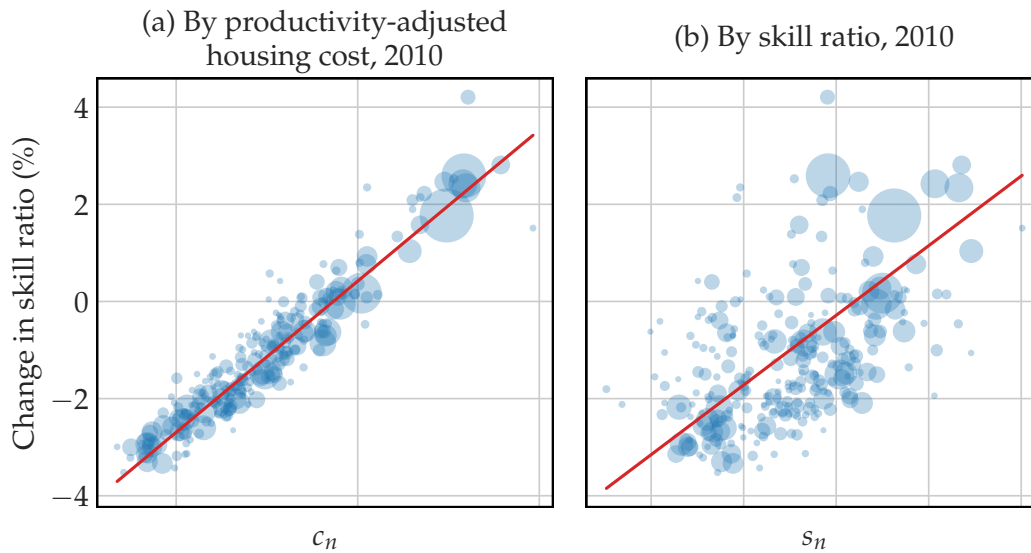 (a) By productivity-adjusted
housing cost, 2010
(b) By skill ratio, 2010
Change in skill ratio (%)
4
2
0
−2
−4
c_n
s_n